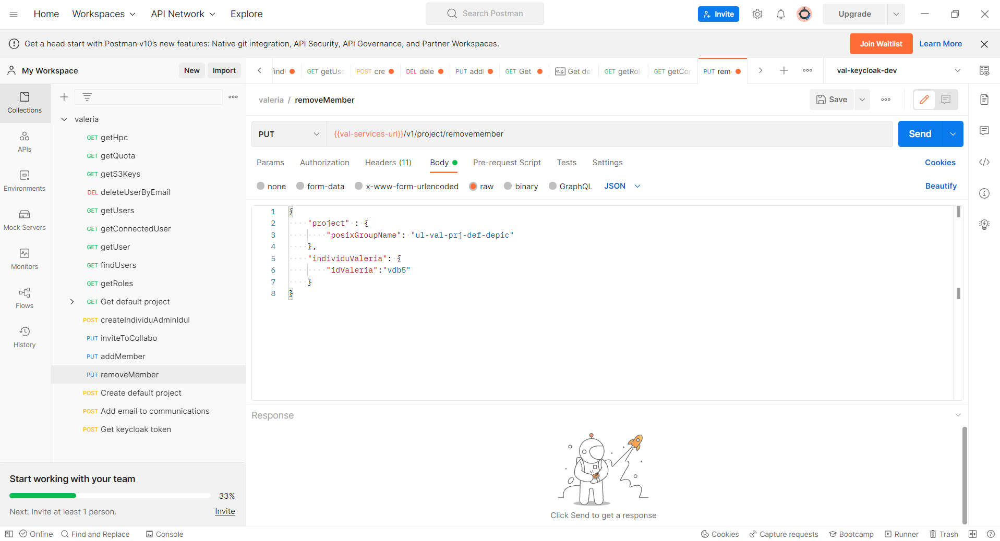 Home Workspaces API Network Explore Search Postman Invite Upgrade
Get a head start with Postman v10's new features: Native git integration, API Security, API Governance, and Partner Workspaces. Join Waitlist Learn More
My Workspace New Import
GET getUse POST cre DEL dele PUT add GET Get e.g. Get de GET getRol GET getCor PUT rem val-keycloak-dev
valeria / removeMember Save
PUT {{val-services-url}}/v1/project/removemember Send
Params Authorization Headers (11) Body Pre-request Script Tests Settings Cookies
none form-data x-www-form-urlencoded raw binary GraphQL JSON Beautify
1 {
2 "project" : {
3 "posixGroupName": "ul-val-prj-def-depic"
4 },
5 "individuValeria": {
6 "idValeria":"vdb5"
7 }
8 }
Response
Click Send to get a response
Collections
APIs
Environments
Mock Servers
Monitors
Flows
History
valeria
GET getHpc
GET getQuota
GET getS3Keys
DEL deleteUserByEmail
GET getUsers
GET getConnectedUser
GET getUser
GET findUsers
GET getRoles
GET Get default project
POST createIndividuAdminIdul
PUT inviteToCollabo
PUT addMember
PUT removeMember
POST Create default project
POST Add email to communications
POST Get keycloak token
Start working with your team
33%
Next: Invite at least 1 person. Invite
Online Find and Replace Console Cookies Capture requests Bootcamp Runner Trash